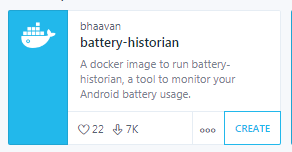 bhaavan
battery-historian
A docker image to run battery-
historian, a tool to monitor your
Android battery usage.
22 7K CREATE